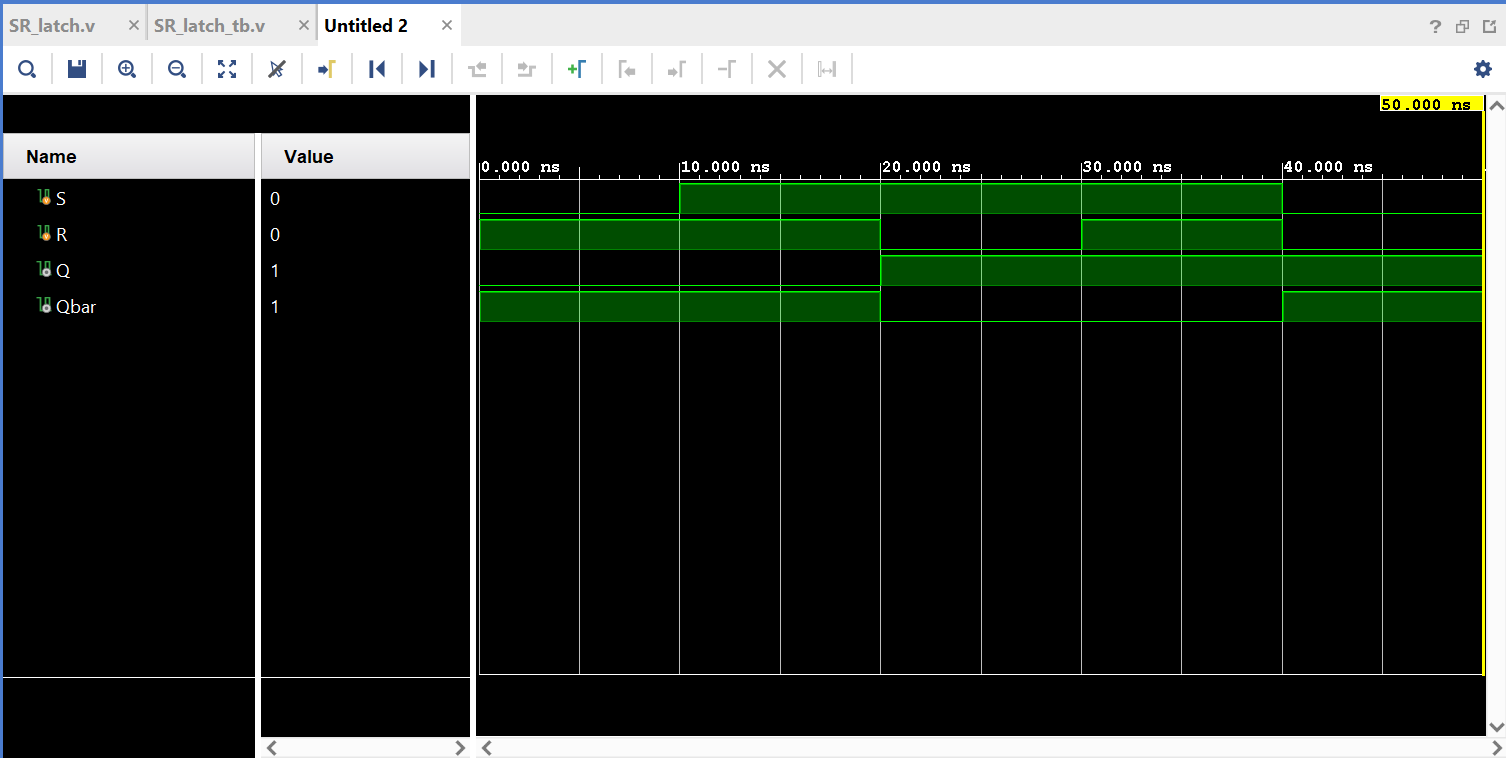 SR_latch.v SR_latch_tb.v Untitled 2
50.000 ns
Name Value
0.000 ns 10.000 ns 20.000 ns 30.000 ns 40.000 ns
S 0
R 0
Q 1
Qbar 1